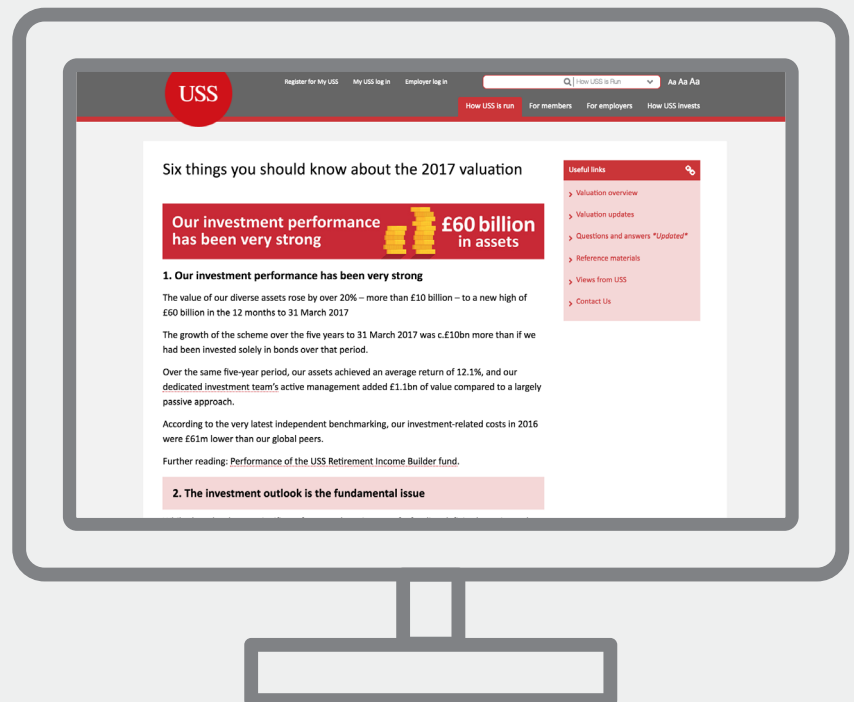 Register for My USS My USS log in Employer log in How USS is Run Aa Aa Aa
USS
How USS is run For members For employers How USS invests
Six things you should know about the 2017 valuation
Our investment performance
has been very strong
£60 billion
in assets
1. Our investment performance has been very strong
The value of our diverse assets rose by over 20% – more than £10 billion – to a new high of
£60 billion in the 12 months to 31 March 2017
The growth of the scheme over the five years to 31 March 2017 was c.£10bn more than if we
had been invested solely in bonds over that period.
Over the same five-year period, our assets achieved an average return of 12.1%, and our
dedicated investment team's active management added £1.1bn of value compared to a largely
passive approach.
According to the very latest independent benchmarking, our investment-related costs in 2016
were £61m lower than our global peers.
Further reading: Performance of the USS Retirement Income Builder fund.
2. The investment outlook is the fundamental issue
Useful links
Valuation overview
Valuation updates
Questions and answers *Updated*
Reference materials
Views from USS
Contact Us